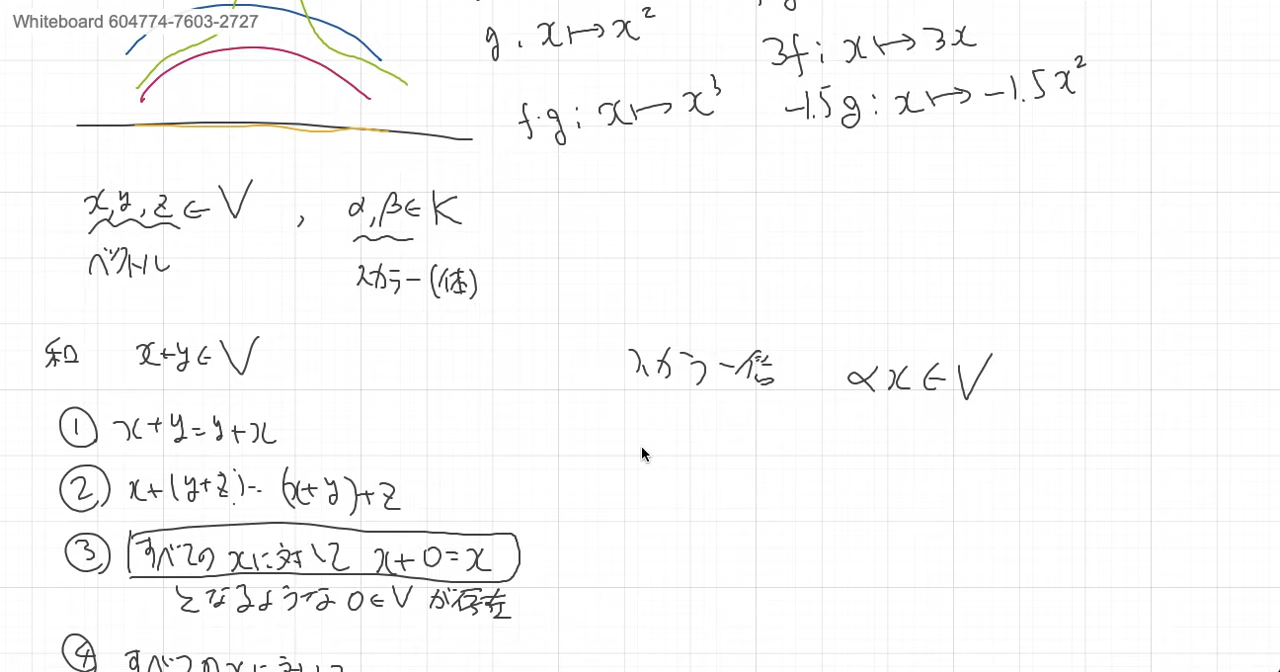 Whiteboard 604774-7603-2727
g : x ↦ x²
3f : x ↦ 3x
f·g : x ↦ x³
-1.5g : x ↦ -1.5x²
x, y, z ∈ V , α, β ∈ K
ベクトル スカラー(体)
和 x+y ∈ V
スカラー倍 αx ∈ V
① x+y=y+x
② x+(y+z)=(x+y)+z
③ すべての xに対して x+0=x
となるような 0∈V が存在
④ すべての xに対して